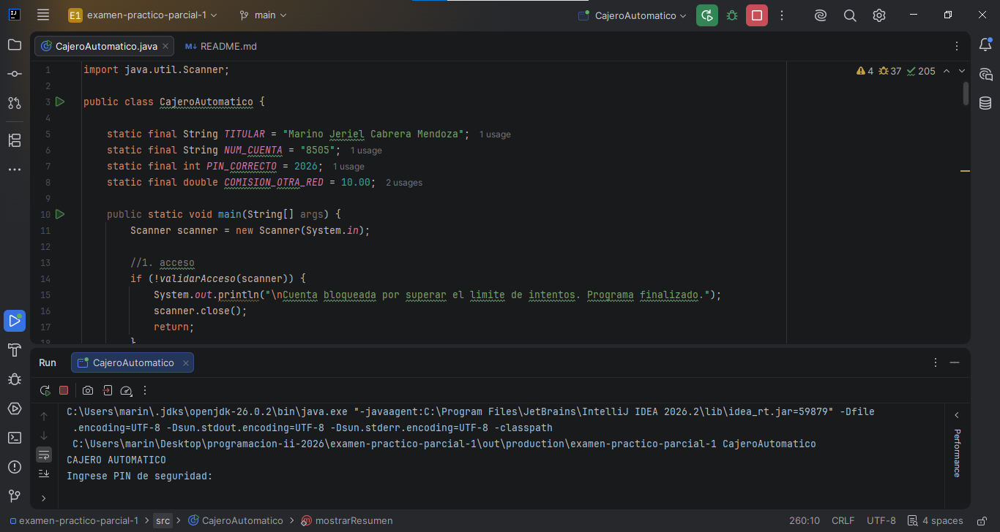 E1 examen-practico-parcial-1 main CajeroAutomatico
CajeroAutomatico.java README.md
1 import java.util.Scanner;
4 37 205
2
3 public class CajeroAutomatico {
4
5 static final String TITULAR = "Marino Jeriel Cabrera Mendoza"; 1 usage
6 static final String NUM_CUENTA = "8505"; 1 usage
7 static final int PIN_CORRECTO = 2026; 1 usage
8 static final double COMISION_OTRA_RED = 10.00; 2 usages
9
10 public static void main(String[] args) {
11 Scanner scanner = new Scanner(System.in);
12
13 //1. acceso
14 if (!validarAcceso(scanner)) {
15 System.out.println("\nCuenta bloqueada por superar el limite de intentos. Programa finalizado.");
16 scanner.close();
17 return;
18 }
Run CajeroAutomatico
C:\Users\marin\.jdks\openjdk-26.0.2\bin\java.exe "-javaagent:C:\Program Files\JetBrains\IntelliJ IDEA 2026.2\lib\idea_rt.jar=59879" -Dfile
.encoding=UTF-8 -Dsun.stdout.encoding=UTF-8 -Dsun.stderr.encoding=UTF-8 -classpath
C:\Users\marin\Desktop\programacion-ii-2026\examen-practico-parcial-1\out\production\examen-practico-parcial-1 CajeroAutomatico
CAJERO AUTOMATICO
Ingrese PIN de seguridad:
Performance
examen-practico-parcial-1 > src > CajeroAutomatico > mostrarResumen 260:10 CRLF UTF-8 4 spaces